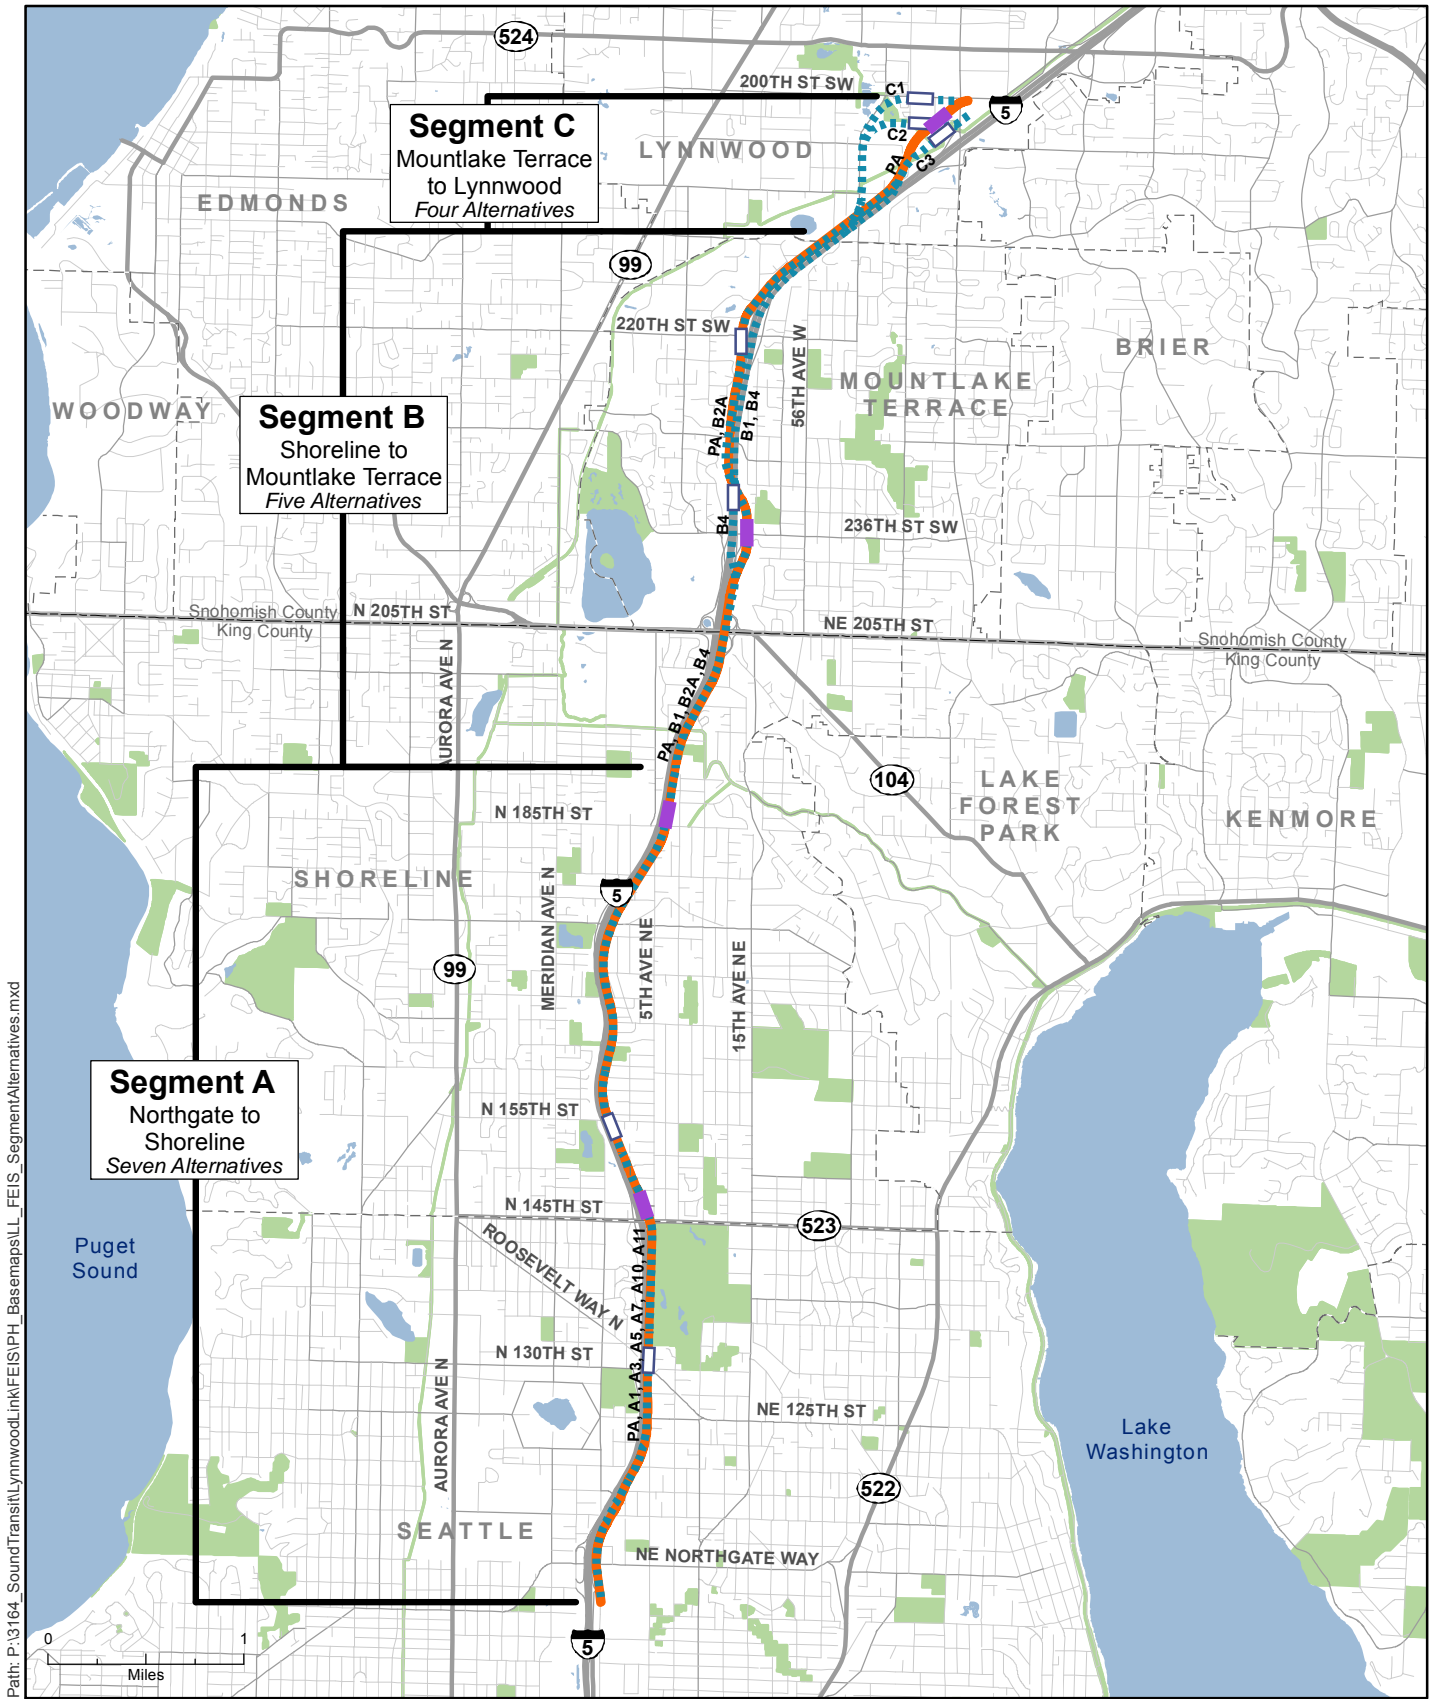 524
200TH ST SW
C1
5
Segment C
Mountlake Terrace
to Lynnwood
Four Alternatives
C2
LYNNWOOD
PA
C3
EDMONDS
99
220TH ST SW
56TH AVE W
BRIER
MOUNTLAKE
TERRACE
WOODWAY
Segment B
Shoreline to
Mountlake Terrace
Five Alternatives
PA, B2A
B1, B4
B4
236TH ST SW
Snohomish County
King County
N 205TH ST
NE 205TH ST
Snohomish County
King County
AURORA AVE N
PA, B1, B2A, B4
104
LAKE
FOREST
PARK
KENMORE
N 185TH ST
SHORELINE
5
MERIDIAN AVE N
5TH AVE NE
15TH AVE NE
99
Segment A
Northgate to
Shoreline
Seven Alternatives
N 155TH ST
N 145TH ST
523
ROOSEVELT WAY N
Puget
Sound
PA, A1, A3, A5, A7, A10, A11
N 130TH ST
AURORA AVE N
NE 125TH ST
Lake
Washington
522
SEATTLE
NE NORTHGATE WAY
5
0 1
Miles
Path: P:\3164_SoundTransit\LynnwoodLink\FEIS\PH_Basemaps\LL_FEIS_SegmentAlternatives.mxd